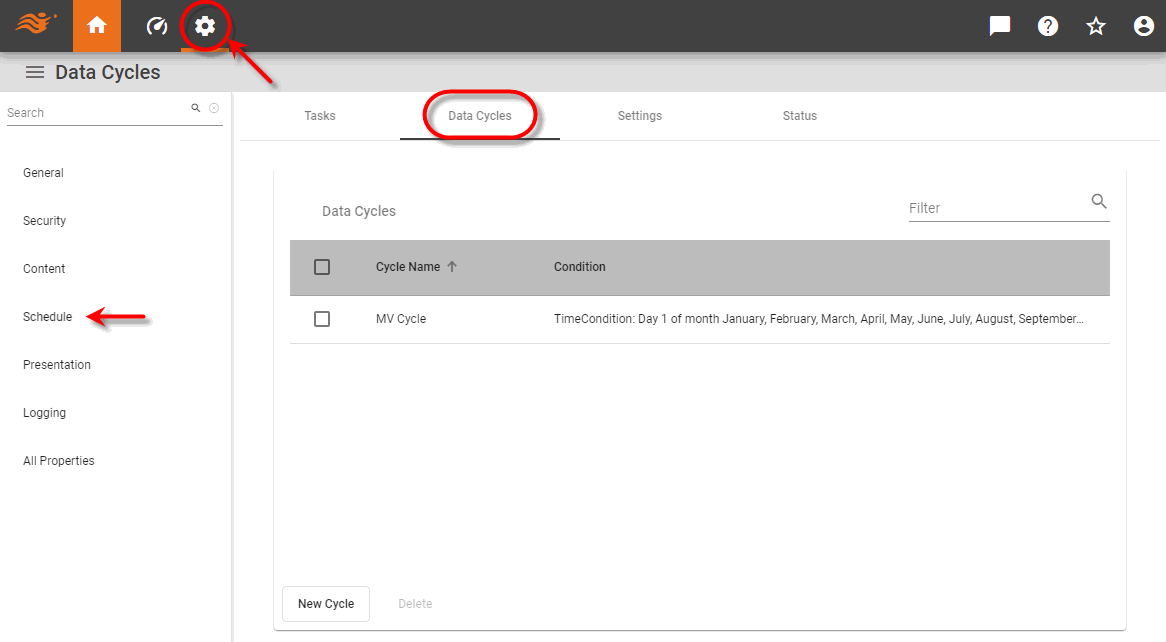 Data Cycles
Search
General
Security
Content
Schedule
Presentation
Logging
All Properties
Tasks
Data Cycles
Settings
Status
Data Cycles
Filter
Cycle Name Condition
MV Cycle TimeCondition: Day 1 of month January, February, March, April, May, June, July, August, September...
New Cycle Delete